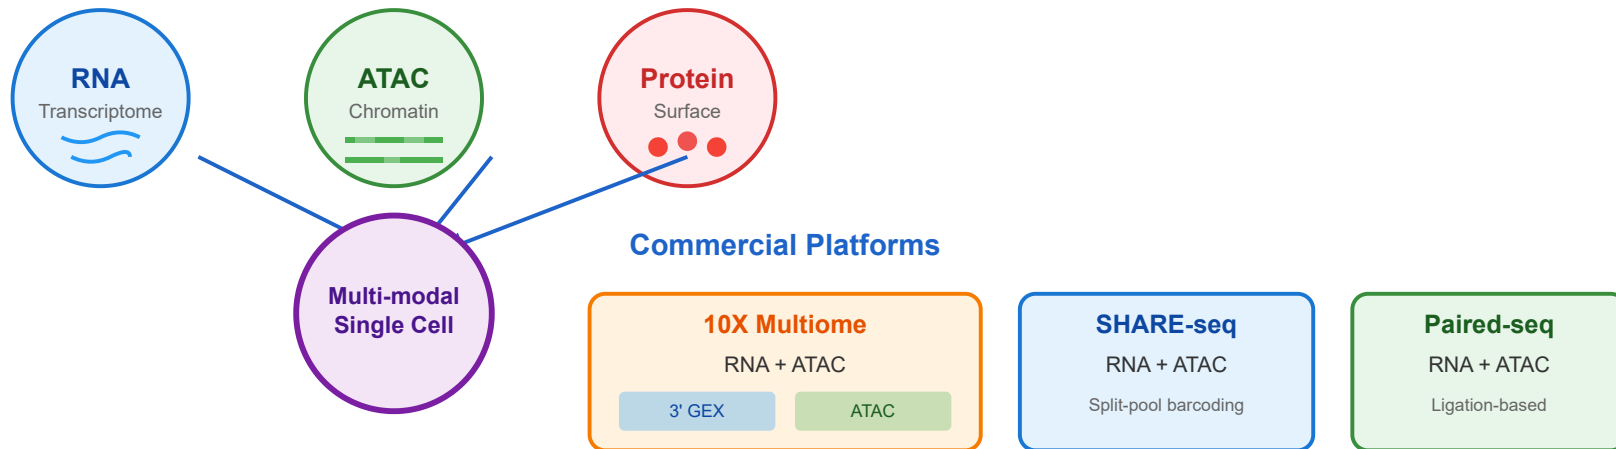 RNA
Transcriptome
ATAC
Chromatin
Protein
Surface
Multi-modal
Single Cell
Commercial Platforms
10X Multiome
RNA + ATAC
3' GEX
ATAC
SHARE-seq
RNA + ATAC
Split-pool barcoding
Paired-seq
RNA + ATAC
Ligation-based